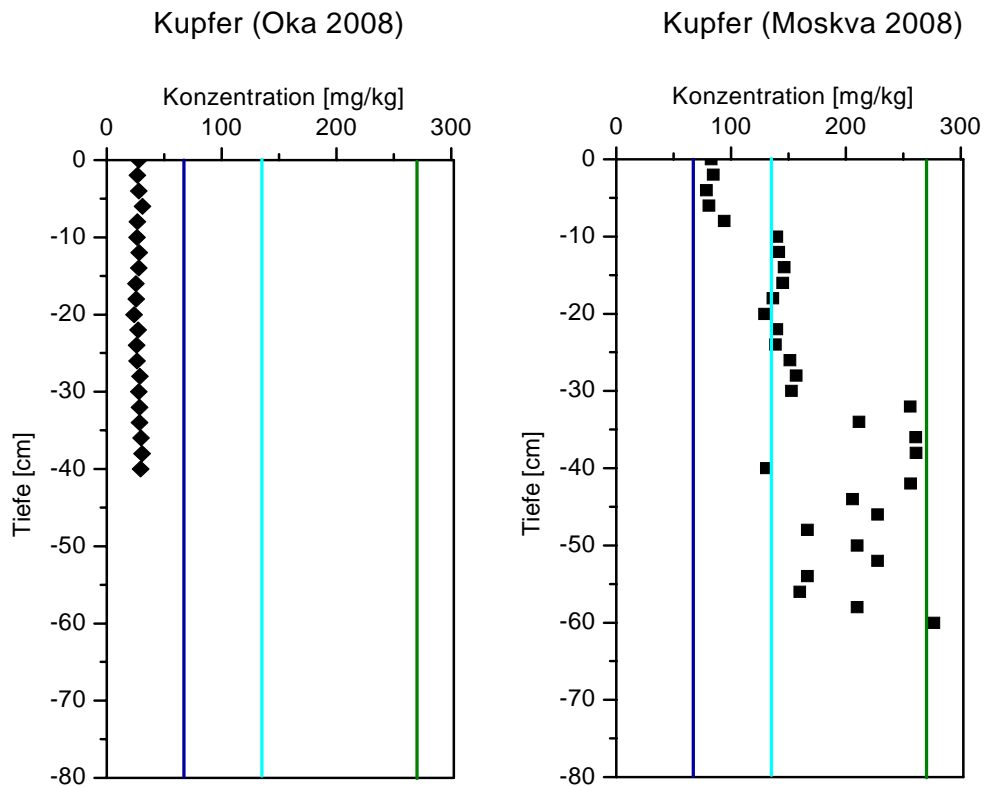 Kupfer (Oka 2008)
Konzentration [mg/kg]
0 100 200 300
0
-10
-20
-30
-40
-50
-60
-70
-80
Tiefe [cm]
Kupfer (Moskva 2008)
Konzentration [mg/kg]
0 100 200 300
0
-10
-20
-30
-40
-50
-60
-70
-80
Tiefe [cm]